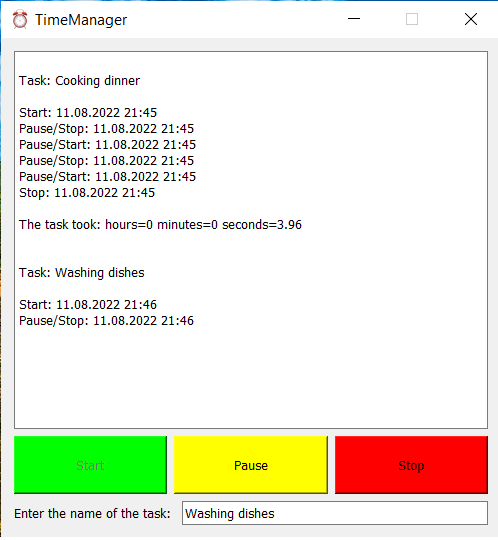 TimeManager
Task: Cooking dinner
Start: 11.08.2022 21:45
Pause/Stop: 11.08.2022 21:45
Pause/Start: 11.08.2022 21:45
Pause/Stop: 11.08.2022 21:45
Pause/Start: 11.08.2022 21:45
Stop: 11.08.2022 21:45
The task took: hours=0 minutes=0 seconds=3.96
Task: Washing dishes
Start: 11.08.2022 21:46
Pause/Stop: 11.08.2022 21:46
Start Pause Stop
Enter the name of the task: Washing dishes